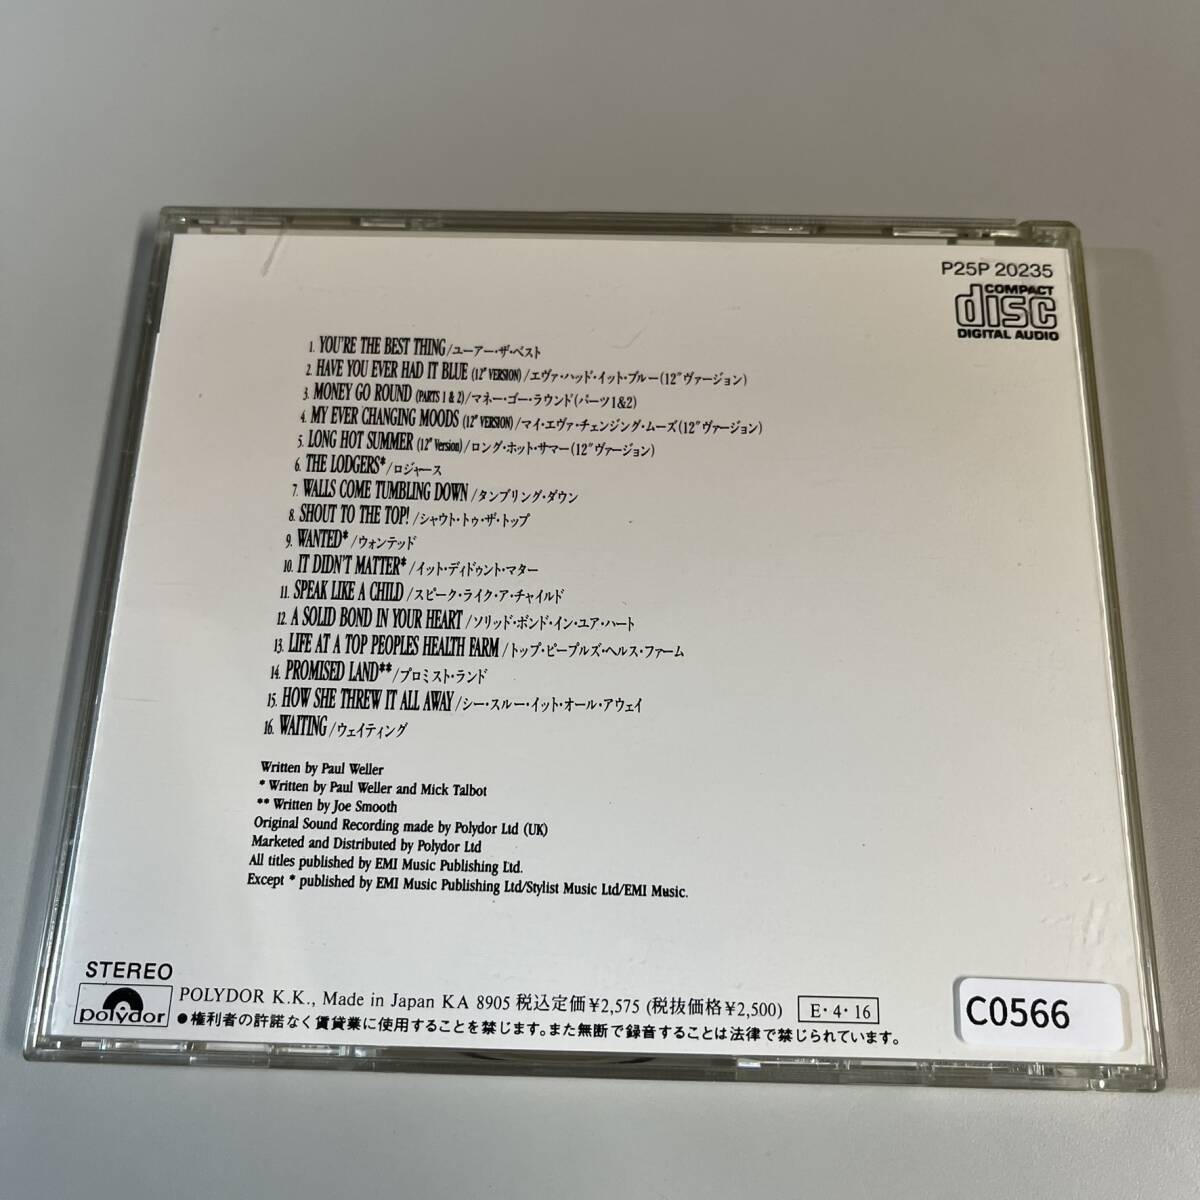 P25P 20235
COMPACT
disc
DIGITAL AUDIO
1. YOU'RE THE BEST THING/ユーアー・ザ・ベスト
2. HAVE YOU EVER HAD IT BLUE (12" VERSION)/エヴァ・ハッド・イット・ブルー(12"ヴァージョン)
3. MONEY GO ROUND (PARTS 1 & 2)/マネー・ゴー・ラウンド(パーツ1&2)
4. MY EVER CHANGING MOODS (12" VERSION)/マイ・エヴァ・チェンジング・ムーズ(12"ヴァージョン)
5. LONG HOT SUMMER (12" Version)/ロング・ホット・サマー(12"ヴァージョン)
6. THE LODGERS*/ロジャース
7. WALLS COME TUMBLING DOWN/タンブリング・ダウン
8. SHOUT TO THE TOP!/シャウト・トゥ・ザ・トップ
9. WANTED*/ウォンテッド
10. IT DIDN'T MATTER*/イット・ディドゥント・マター
11. SPEAK LIKE A CHILD/スピーク・ライク・ア・チャイルド
12. A SOLID BOND IN YOUR HEART/ソリッド・ボンド・イン・ユア・ハート
13. LIFE AT A TOP PEOPLES HEALTH FARM/トップ・ピープルズ・ヘルス・ファーム
14. PROMISED LAND**/プロミスト・ランド
15. HOW SHE THREW IT ALL AWAY/シー・スルー・イット・オール・アウェイ
16. WAITING/ウェイティング
Written by Paul Weller
* Written by Paul Weller and Mick Talbot
** Written by Joe Smooth
Original Sound Recording made by Polydor Ltd (UK)
Marketed and Distributed by Polydor Ltd
All titles published by EMI Music Publishing Ltd.
Except * published by EMI Music Publishing Ltd/Stylist Music Ltd/EMI Music.
STEREO
polydor
POLYDOR K.K., Made in Japan KA 8905 税込定価¥2,575 (税抜価格¥2,500) E・4・16
●権利者の許諾なく賃貸業に使用することを禁じます。また無断で録音することは法律で禁じられています。
C0566